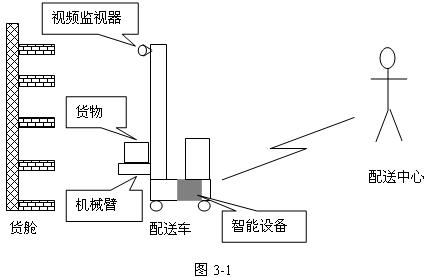 视频监视器
货物
机械臂
货舱
配送车
智能设备
配送中心
图 3-1